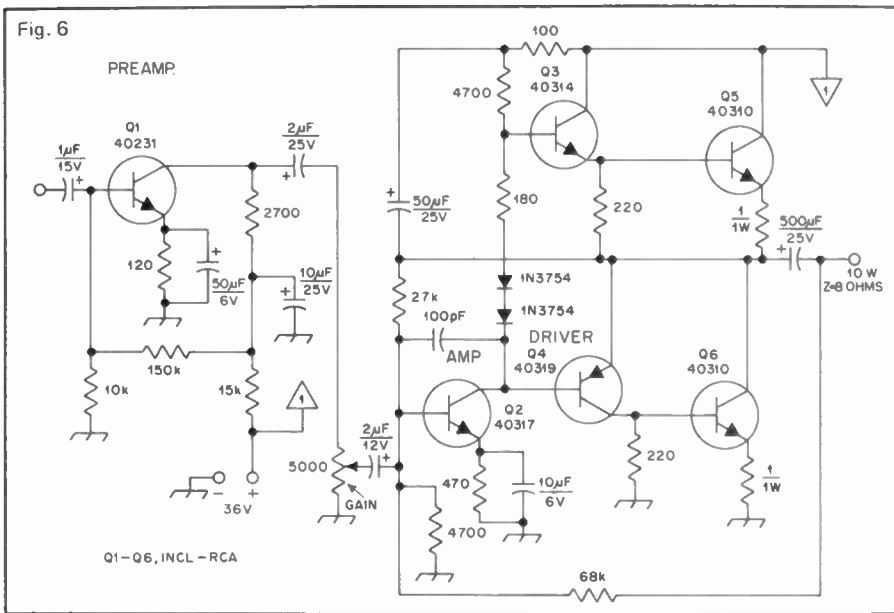 Fig. 6
PREAMP.
Q1
40231
1µF
15V
+
2µF
25V
+
2700
120
+
50µF
6V
+
10µF
25V
150k
10k
15k
1
-
+
36V
5000
GAIN
2µF
12V
+
Q1-Q6, INCL-RCA
100
4700
Q3
40314
Q5
40310
1
+
50µF
25V
180
220
1
1W
500µF
25V
+
10W
Z=8 OHMS
1N3754
1N3754
27k
100pF
AMP
DRIVER
Q4
40319
Q6
40310
Q2
40317
470
10µF
6V
4700
220
1
1W
68k